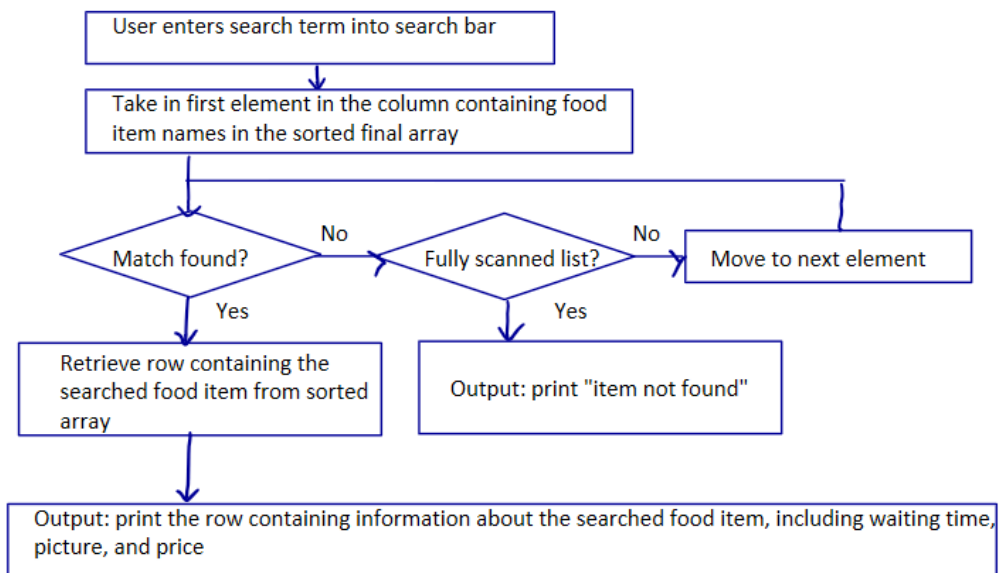 User enters search term into search bar
Take in first element in the column containing food
item names in the sorted final array
Match found?
No
Fully scanned list?
No
Move to next element
Yes
Yes
Retrieve row containing the
searched food item from sorted
array
Output: print "item not found"
Output: print the row containing information about the searched food item, including waiting time,
picture, and price